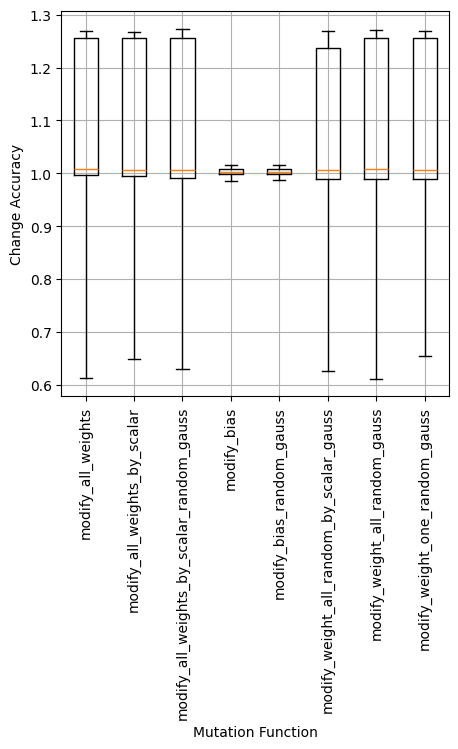 1.3
1.2
1.1
1.0
0.9
0.8
0.7
0.6
Change Accuracy
modify_all_weights
modify_all_weights_by_scalar
modify_all_weights_by_scalar_random_gauss
modify_bias
modify_bias_random_gauss
modify_weight_all_random_by_scalar_gauss
modify_weight_all_random_gauss
modify_weight_one_random_gauss
Mutation Function